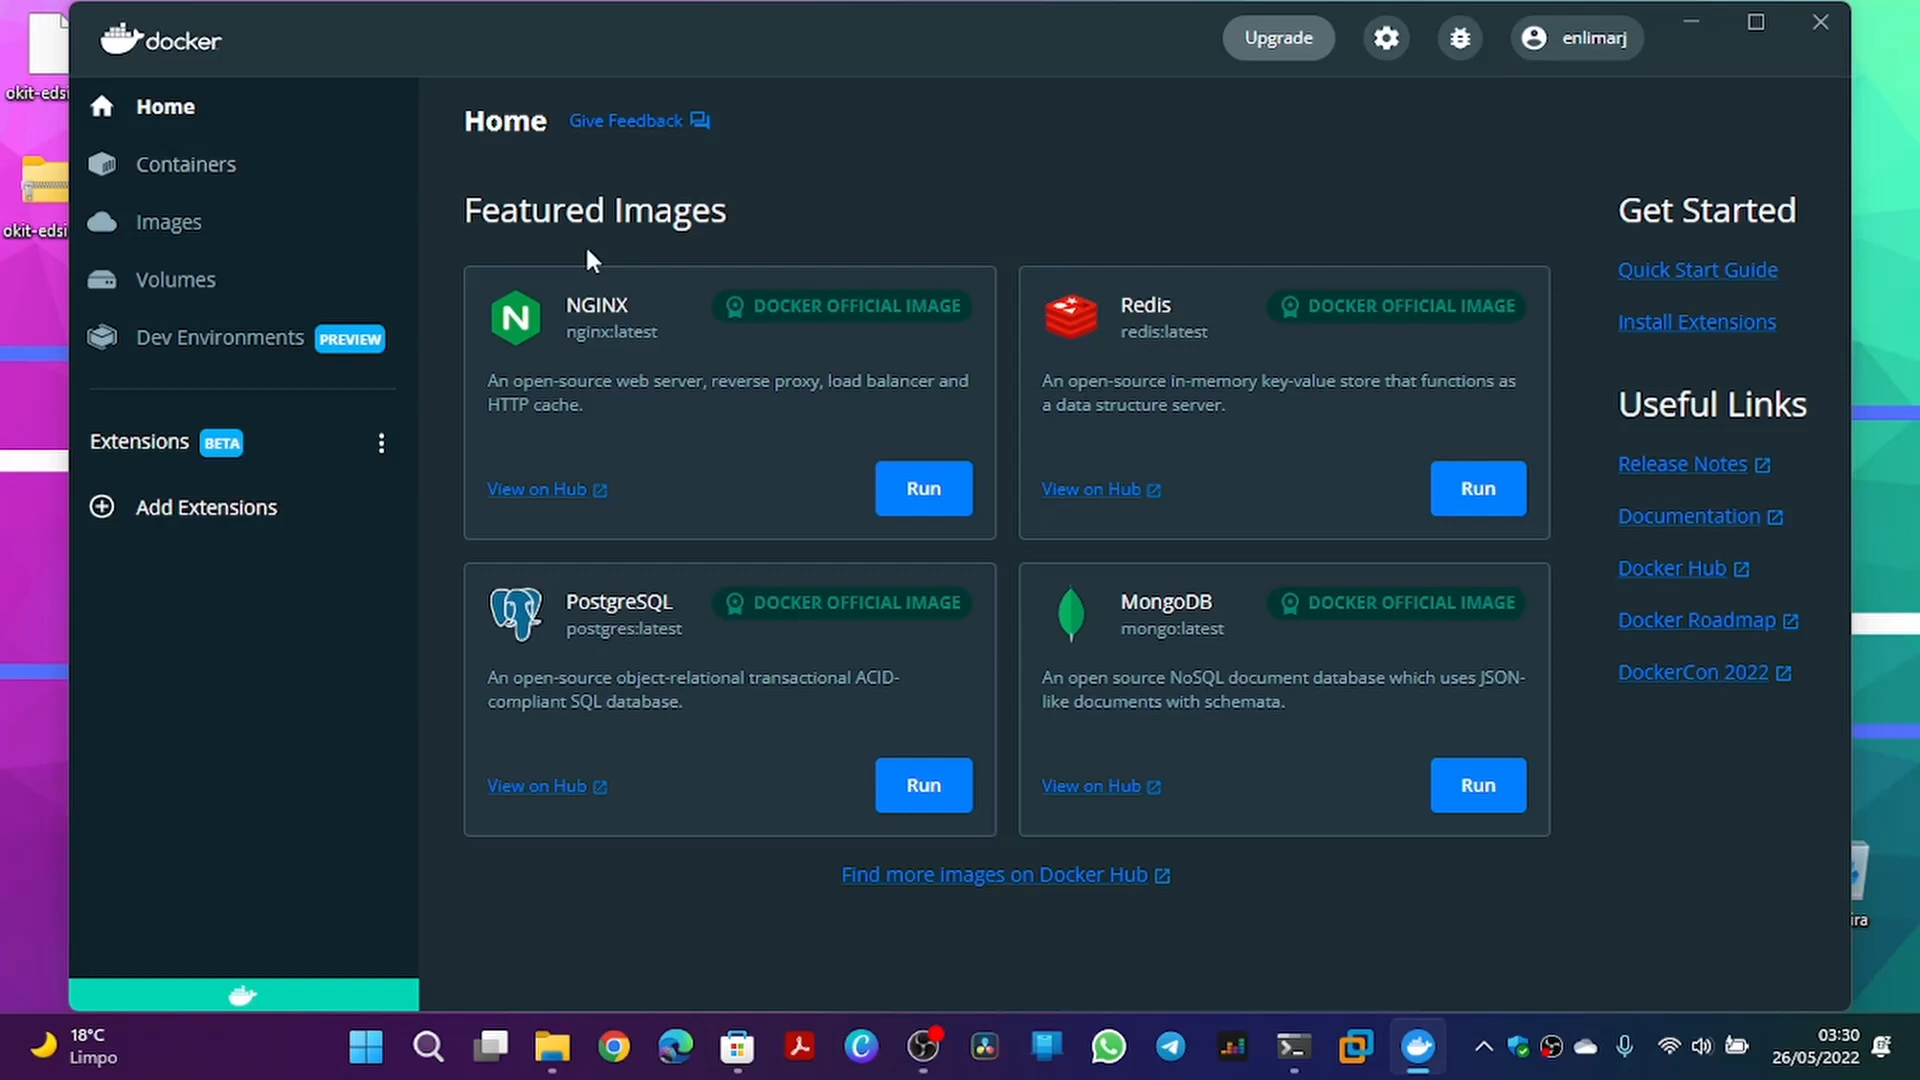 okit-eds
okit-edsi
docker
Upgrade
enlimarj
Home
Containers
Images
Volumes
Dev Environments PREVIEW
Extensions BETA
Add Extensions
Home Give Feedback
Featured Images
NGINX
nginx:latest
DOCKER OFFICIAL IMAGE
An open-source web server, reverse proxy, load balancer and
HTTP cache.
View on Hub
Run
Redis
redis:latest
DOCKER OFFICIAL IMAGE
An open-source in-memory key-value store that functions as
a data structure server.
View on Hub
Run
PostgreSQL
postgres:latest
DOCKER OFFICIAL IMAGE
An open-source object-relational transactional ACID-
compliant SQL database.
View on Hub
Run
MongoDB
mongo:latest
DOCKER OFFICIAL IMAGE
An open source NoSQL document database which uses JSON-
like documents with schemata.
View on Hub
Run
Find more images on Docker Hub
Get Started
Quick Start Guide
Install Extensions
Useful Links
Release Notes
Documentation
Docker Hub
Docker Roadmap
DockerCon 2022
ira
18°C
Limpo
03:30
26/05/2022